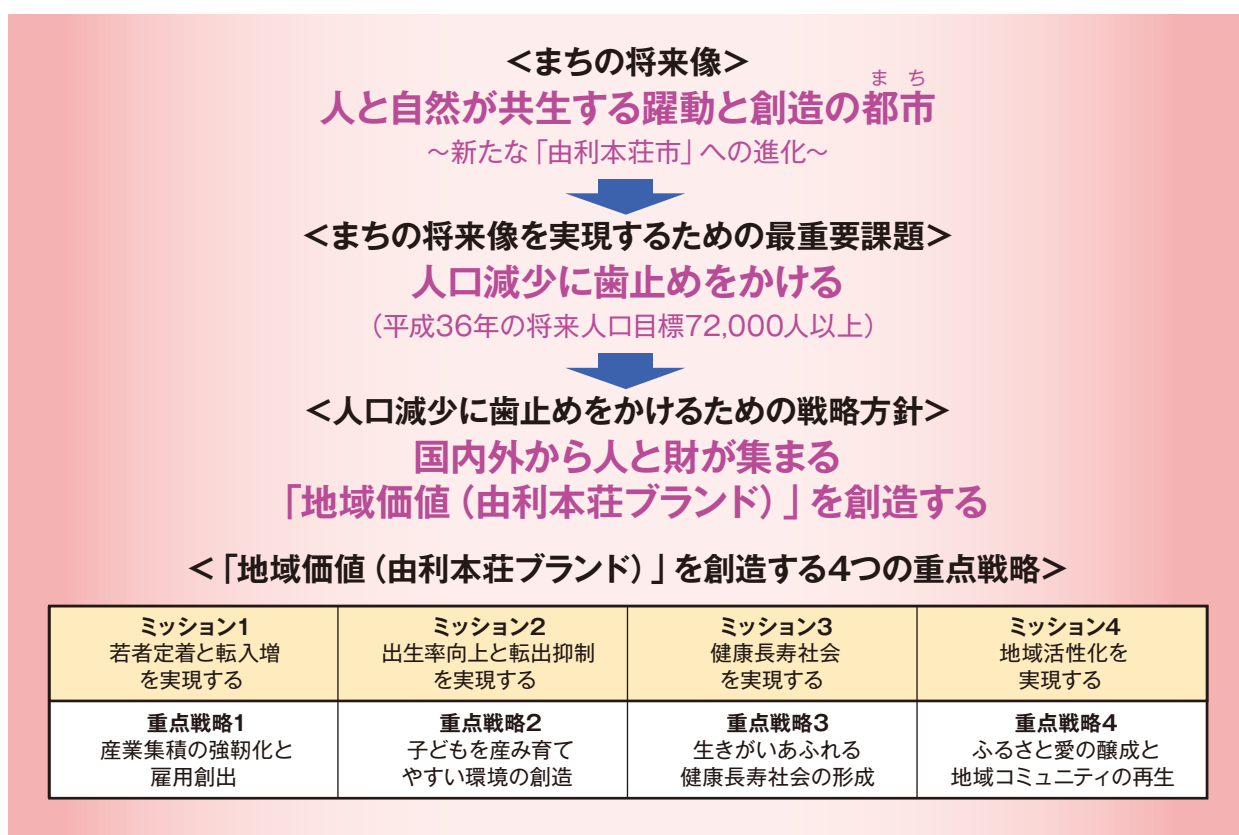 <まちの将来像>
人と自然が共生する躍動と創造の都市
まち
～新たな「由利本荘市」への進化～
<まちの将来像を実現するための最重要課題>
人口減少に歯止めをかける
（平成36年の将来人口目標72,000人以上）
<人口減少に歯止めをかけるための戦略方針>
国内外から人と財が集まる
「地域価値（由利本荘ブランド）」を創造する
<「地域価値（由利本荘ブランド）」を創造する4つの重点戦略>
ミッション1
若者定着と転入増
を実現する
ミッション2
出生率向上と転出抑制
を実現する
ミッション3
健康長寿社会
を実現する
ミッション4
地域活性化を
実現する
重点戦略1
産業集積の強靭化と
雇用創出
重点戦略2
子どもを産み育て
やすい環境の創造
重点戦略3
生きがいあふれる
健康長寿社会の形成
重点戦略4
ふるさと愛の醸成と
地域コミュニティの再生